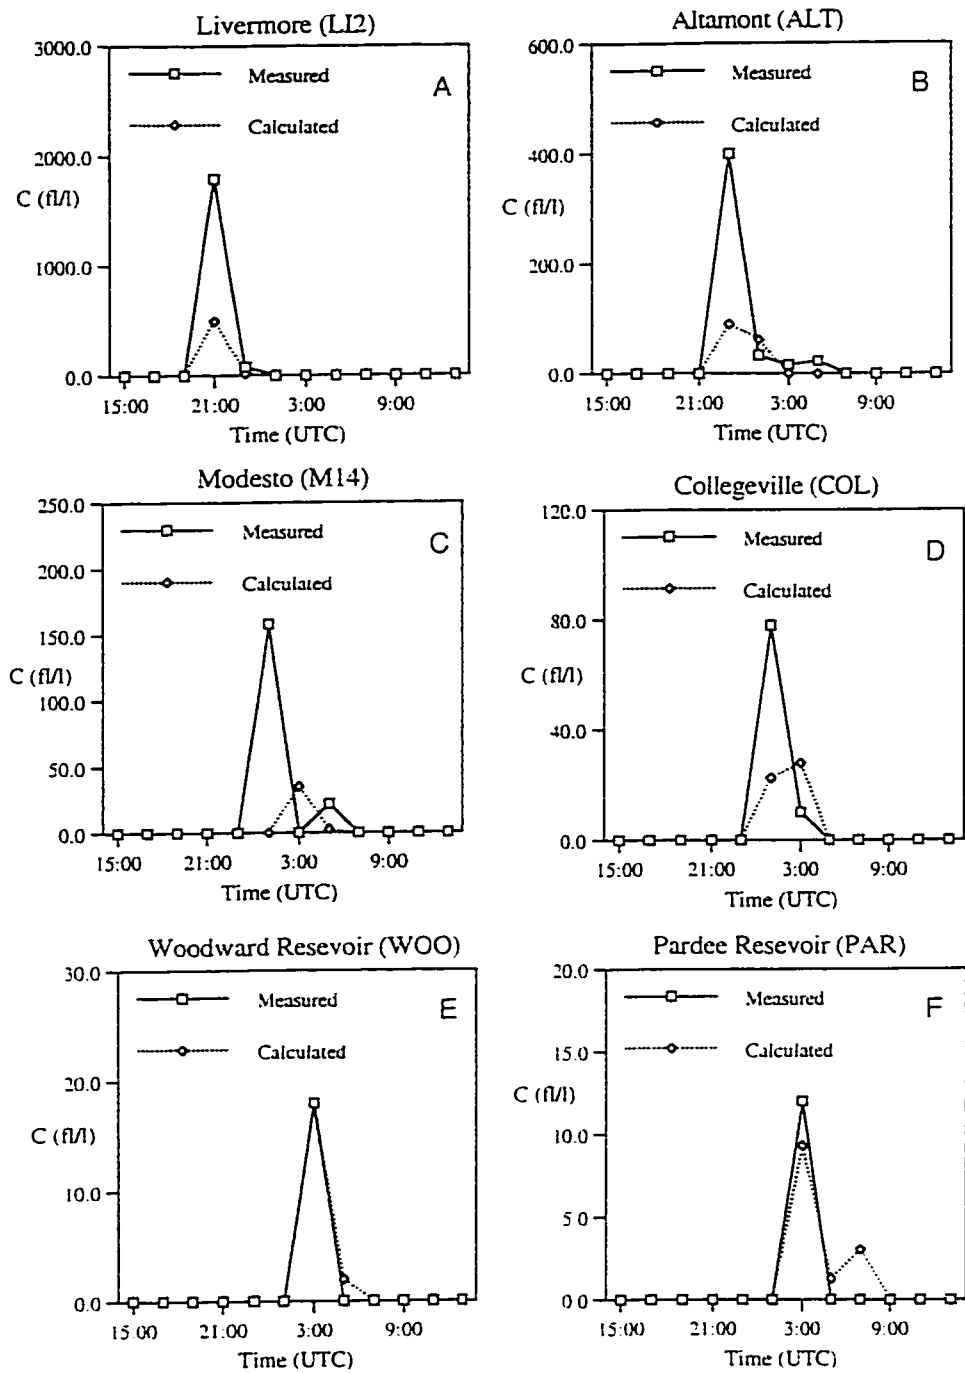 Livermore (LI2)
3000.0
Measured
A
Calculated
2000.0
C (fl/l)
1000.0
0.0
15:00 21:00 3:00 9:00
Time (UTC)
Altamont (ALT)
600.0
Measured
B
Calculated
400.0
C (fl/l)
200.0
0.0
15:00 21:00 3:00 9:00
Time (UTC)
Modesto (M14)
250.0
Measured
C
200.0
Calculated
150.0
C (fl/l)
100.0
50.0
0.0
15:00 21:00 3:00 9:00
Time (UTC)
Collegeville (COL)
120.0
Measured
D
Calculated
80.0
C (fl/l)
40.0
0.0
15:00 21:00 3:00 9:00
Time (UTC)
Woodward Resevoir (WOO)
30.0
Measured
E
Calculated
20.0
C (fl/l)
10.0
0.0
15:00 21:00 3:00 9:00
Time (UTC)
Pardee Resevoir (PAR)
20.0
Measured
F
Calculated
15.0
C (fl/l)
10.0
5.0
0.0
15:00 21:00 3:00 9:00
Time (UTC)